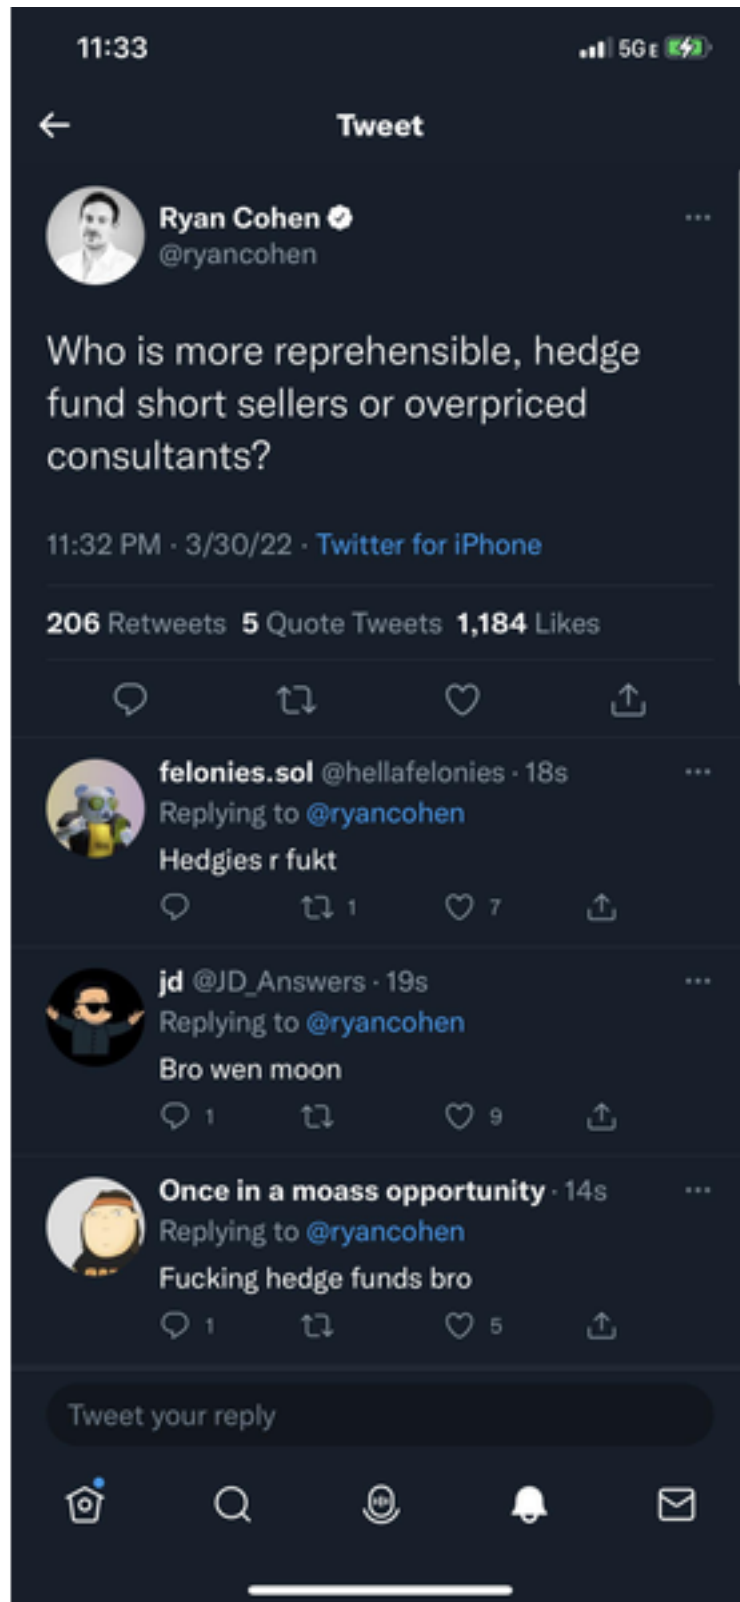 11:33
5G E
Tweet
Ryan Cohen
@ryancohen
Who is more reprehensible, hedge
fund short sellers or overpriced
consultants?
11:32 PM · 3/30/22 · Twitter for iPhone
206 Retweets 5 Quote Tweets 1,184 Likes
felonies.sol @hellafelonies · 18s
Replying to @ryancohen
Hedgies r fukt
1 7
jd @JD_Answers · 19s
Replying to @ryancohen
Bro wen moon
1 9
Once in a moass opportunity · 14s
Replying to @ryancohen
Fucking hedge funds bro
1 5
Tweet your reply